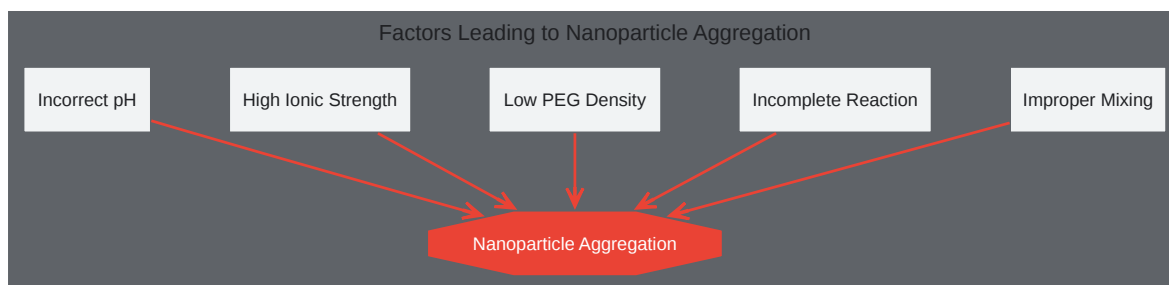 Factors Leading to Nanoparticle Aggregation
Incorrect pH
High Ionic Strength
Low PEG Density
Incomplete Reaction
Improper Mixing
Nanoparticle Aggregation